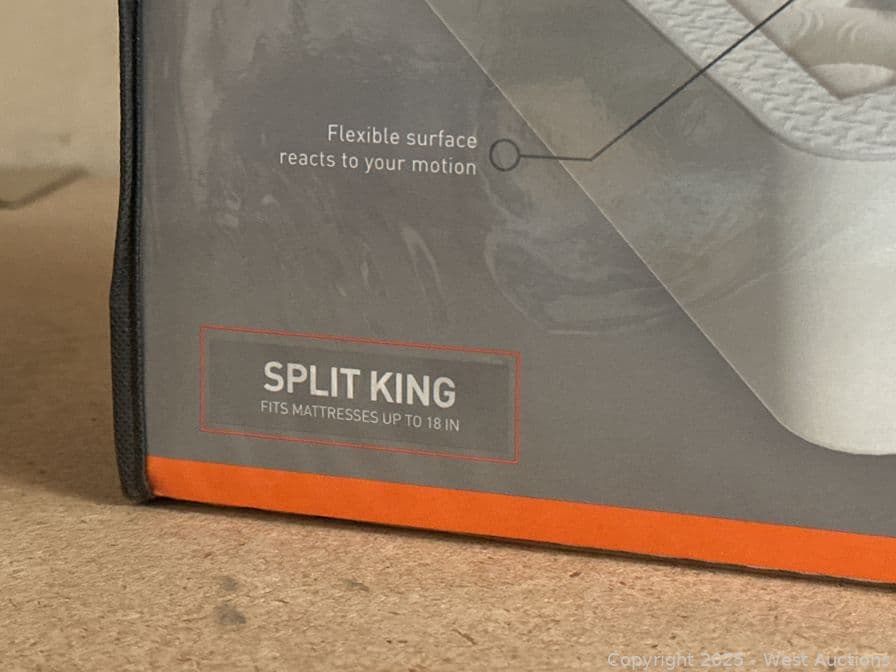 Flexible surface
reacts to your motion
SPLIT KING
FITS MATTRESSES UP TO 18 IN
Copyright 2025 - West Auctions